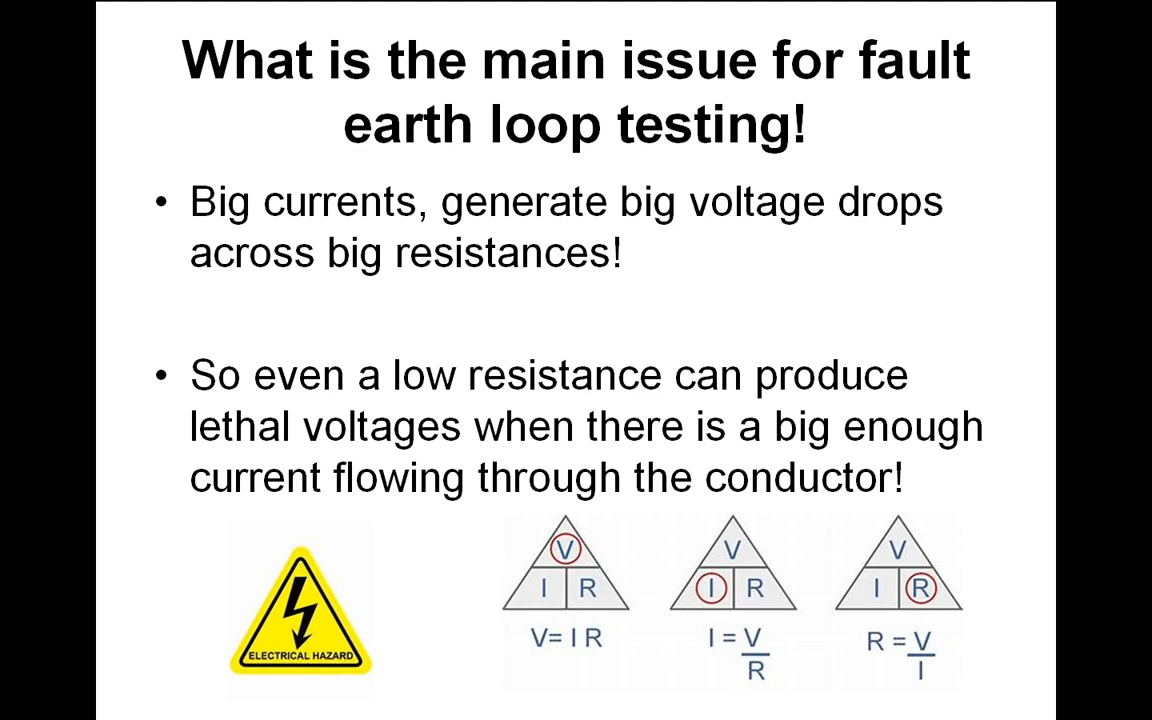 What is the main issue for fault
earth loop testing!
• Big currents, generate big voltage drops
across big resistances!
• So even a low resistance can produce
lethal voltages when there is a big enough
current flowing through the conductor!
ELECTRICAL HAZARD
V
I R
V= I R
V
I R
I = V
R
V
I R
R = V
I